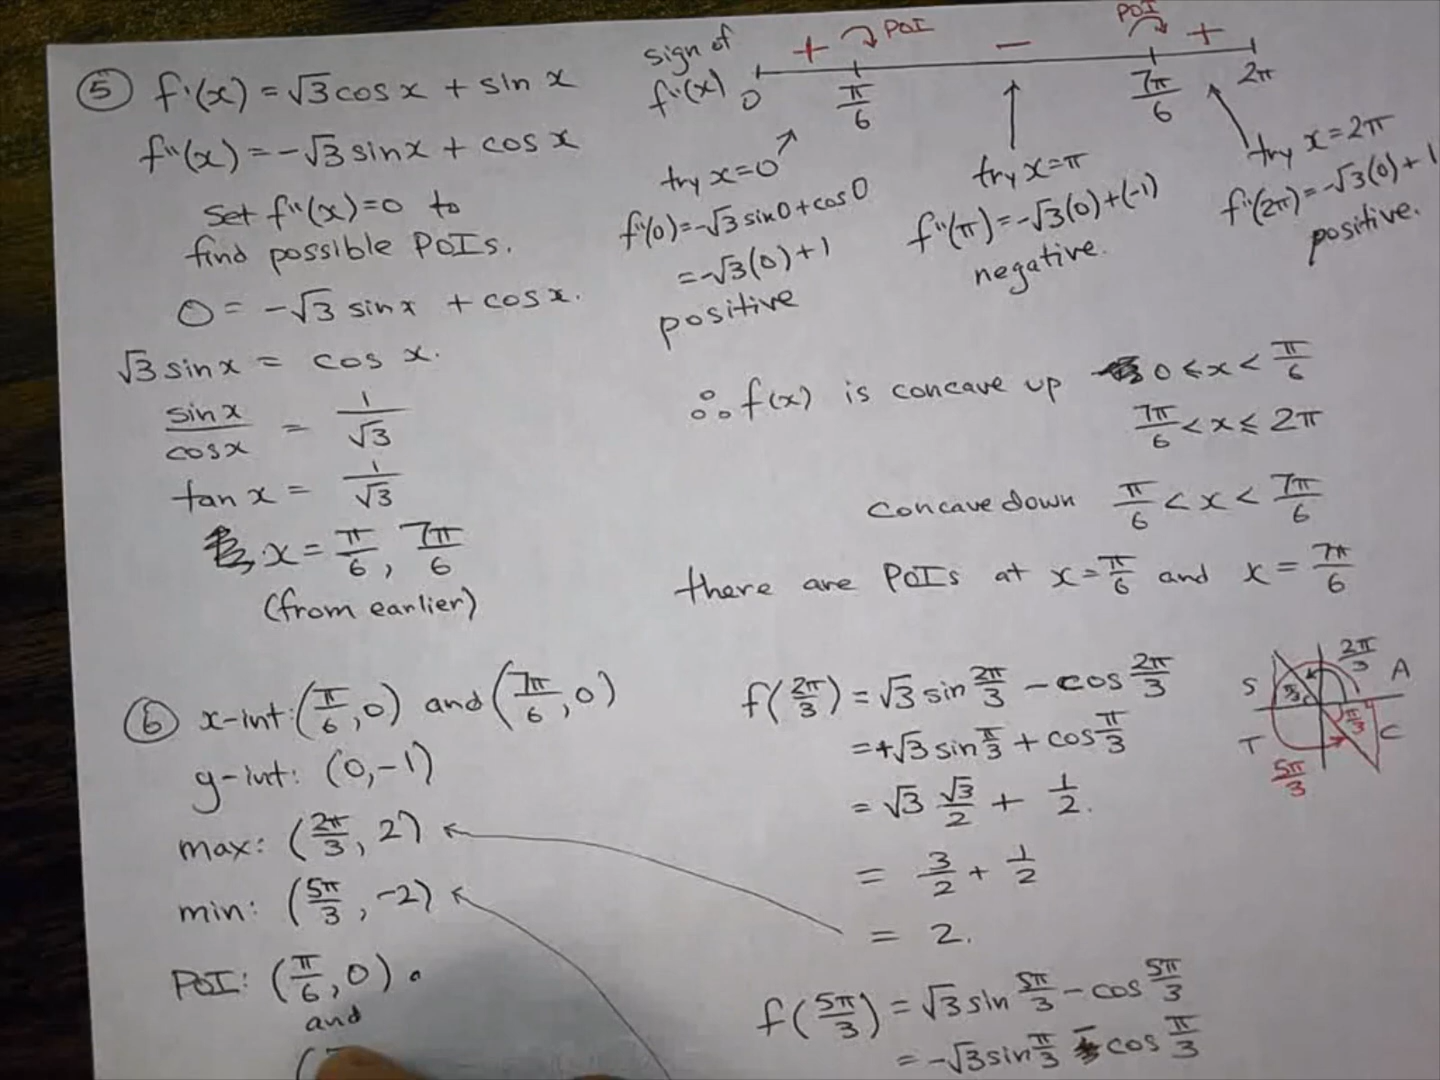 5 f'(x) = √3 cos x + sin x
f''(x) = -√3 sin x + cos x
Set f''(x)=0 to
find possible POIs.
0 = -√3 sin x + cos x.
√3 sin x = cos x.
sin x / cos x = 1/√3
tan x = 1/√3
x = π/6, 7π/6
(from earlier)
sign of
f''(x)
+ POI − POI +
0 π/6 7π/6 2π
try x=0
f''(0)=-√3 sin0+cos0
=-√3(0)+1
positive
try x=π
f''(π)=-√3(0)+(-1)
negative.
try x=2π
f''(2π)=-√3(0)+1
positive.
∴ f(x) is concave up 0 ≤ x < π/6
7π/6 < x ≤ 2π
concave down π/6 < x < 7π/6
there are POIs at x=π/6 and x = 7π/6
6 x-int: (π/6, 0) and (7π/6, 0)
y-int: (0, -1)
max: (2π/3, 2)
min: (5π/3, -2)
POI: (π/6, 0)
and
(
f(2π/3) = √3 sin 2π/3 - cos 2π/3
=+√3 sin π/3 + cos π/3
= √3 √3/2 + 1/2.
= 3/2 + 1/2
= 2.
f(5π/3) = √3 sin 5π/3 - cos 5π/3
= -√3 sin π/3 - cos π/3
2π/3
S A
π/3 π/3
T C
5π/3